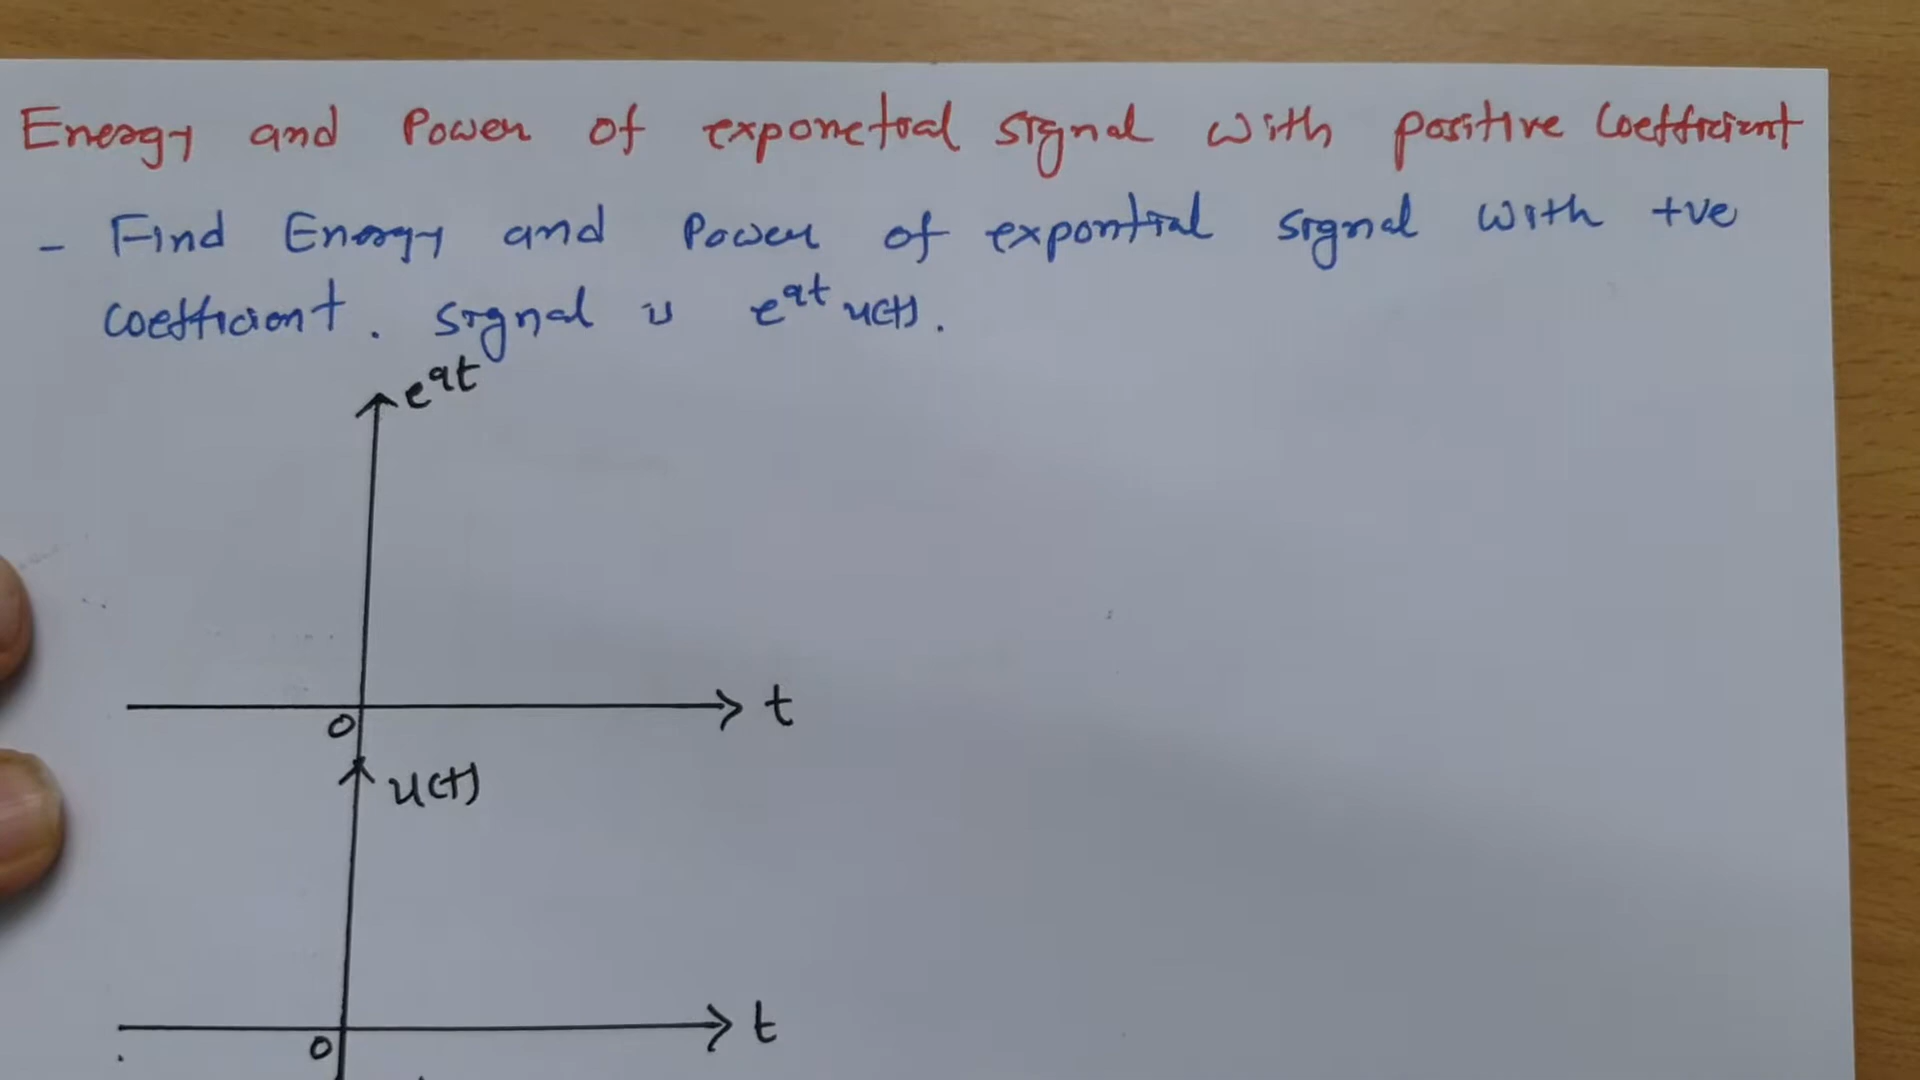 Energy and Power of exponetial signal with positive Coefficient
- Find Energy and Power of expontial signal with +ve
coefficient. signal is e^at u(t).
e^at
t
0
u(t)
t
0